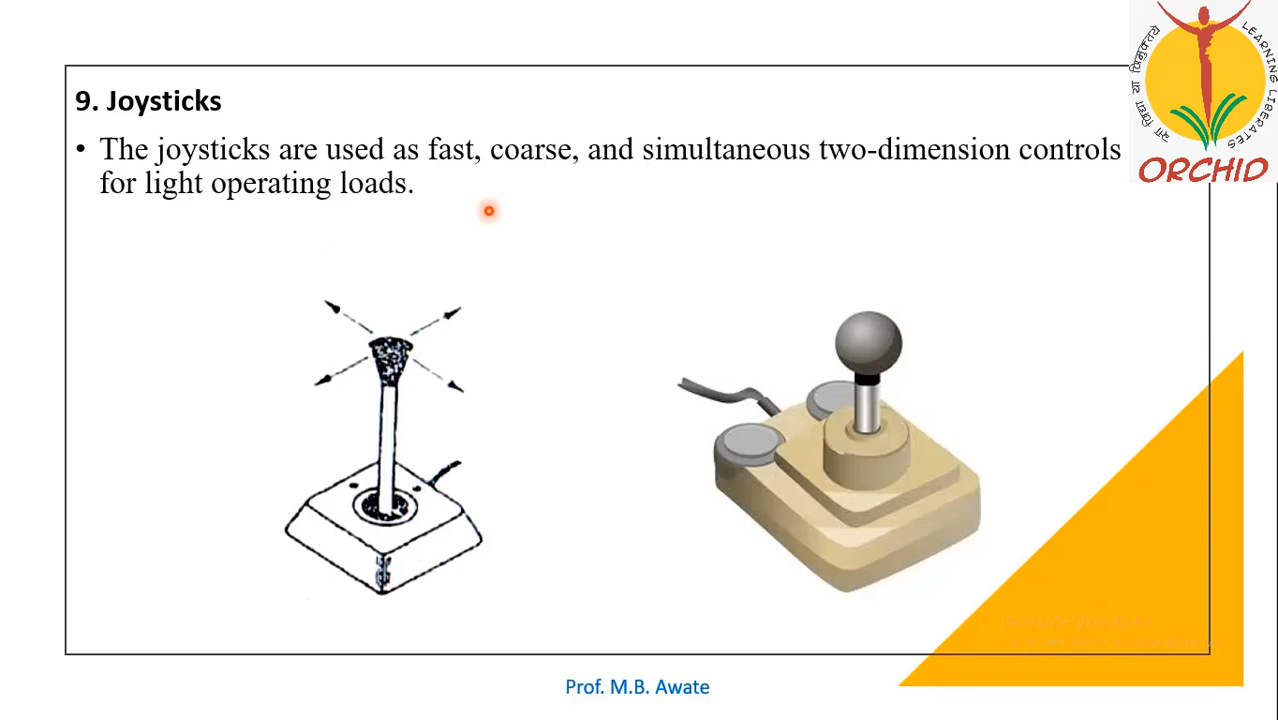 9. Joysticks
• The joysticks are used as fast, coarse, and simultaneous two-dimension controls
for light operating loads.
सा विद्या या विमुक्तये
LEARNING LIBERATES
ORCHID
Prof. M.B. Awate